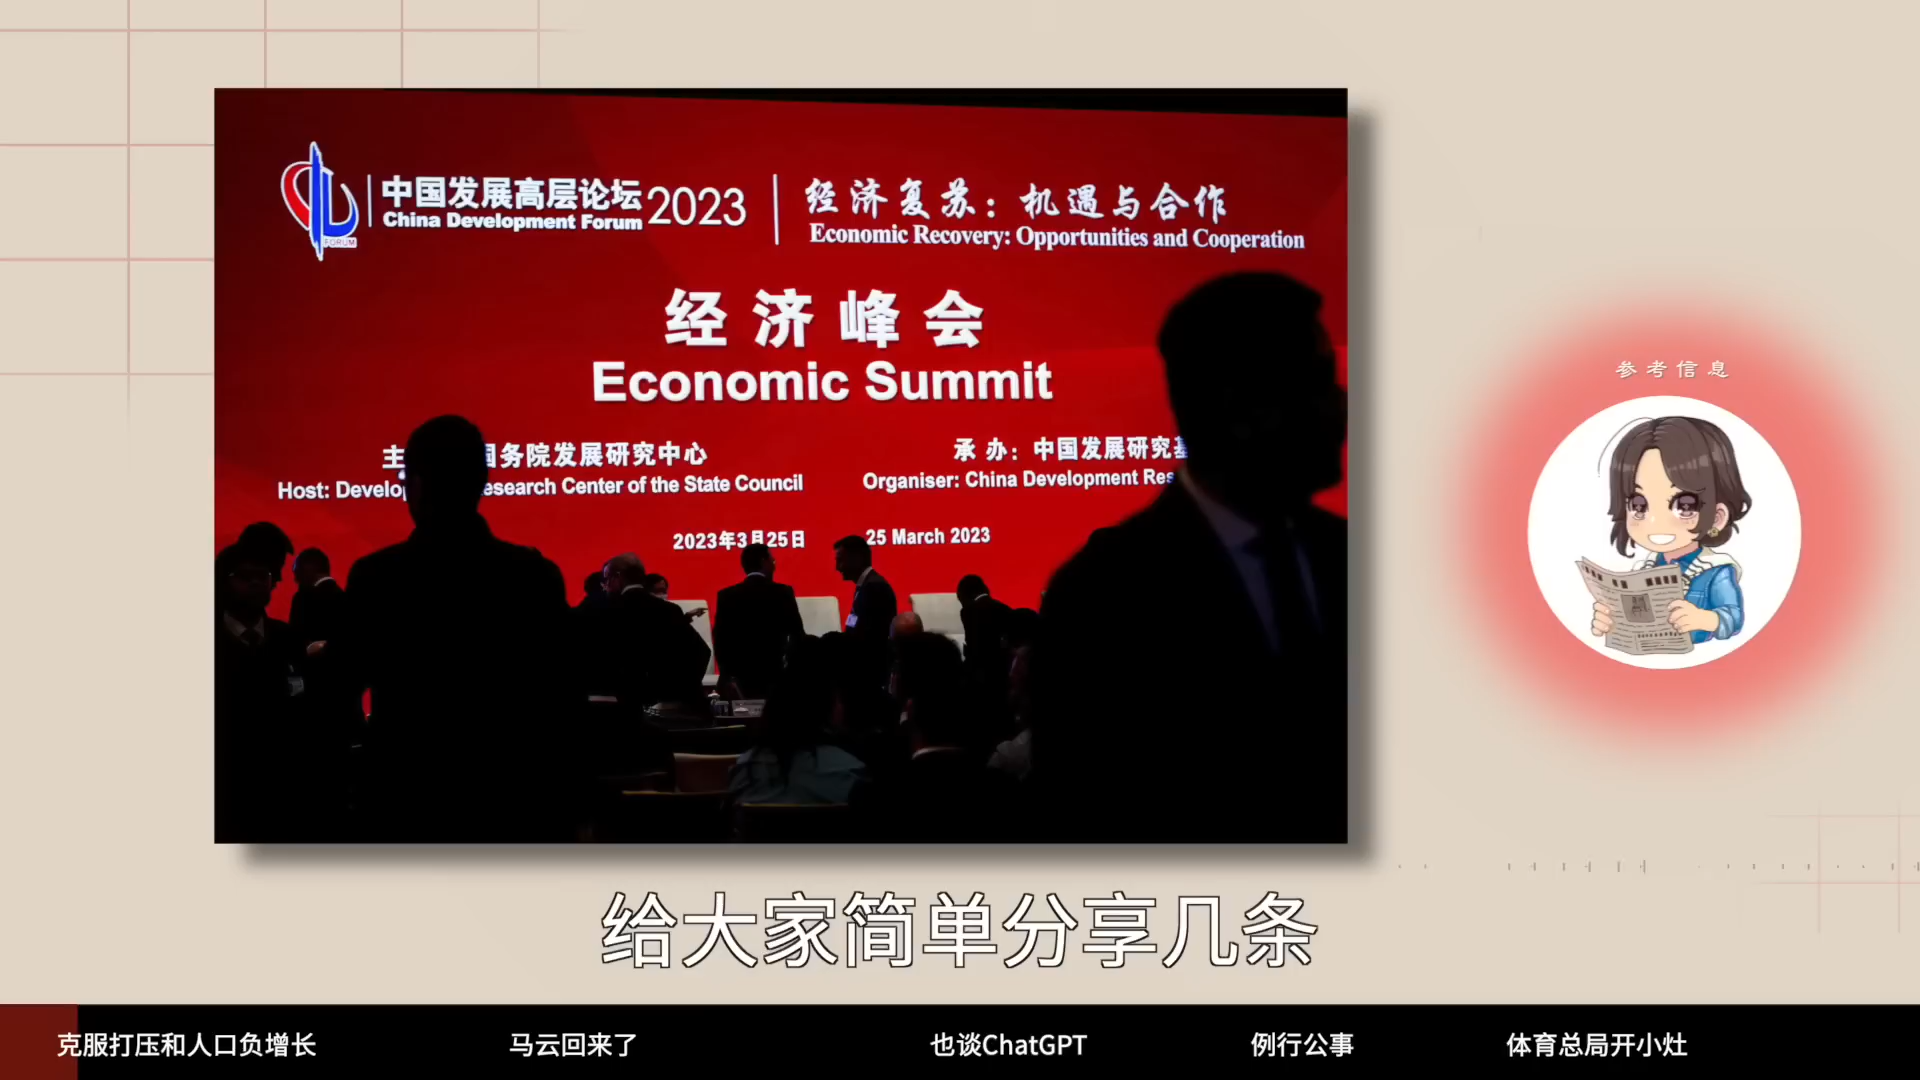 中国发展高层论坛2023
China Development Forum
经济复苏：机遇与合作
Economic Recovery: Opportunities and Cooperation
FORUM
经济峰会
Economic Summit
主
国务院发展研究中心
Host: Develo
esearch Center of the State Council
承办：中国发展研究基
Organiser: China Development Res
2023年3月25日
25 March 2023
参考信息
给大家简单分享几条
克服打压和人口负增长
马云回来了
也谈ChatGPT
例行公事
体育总局开小灶